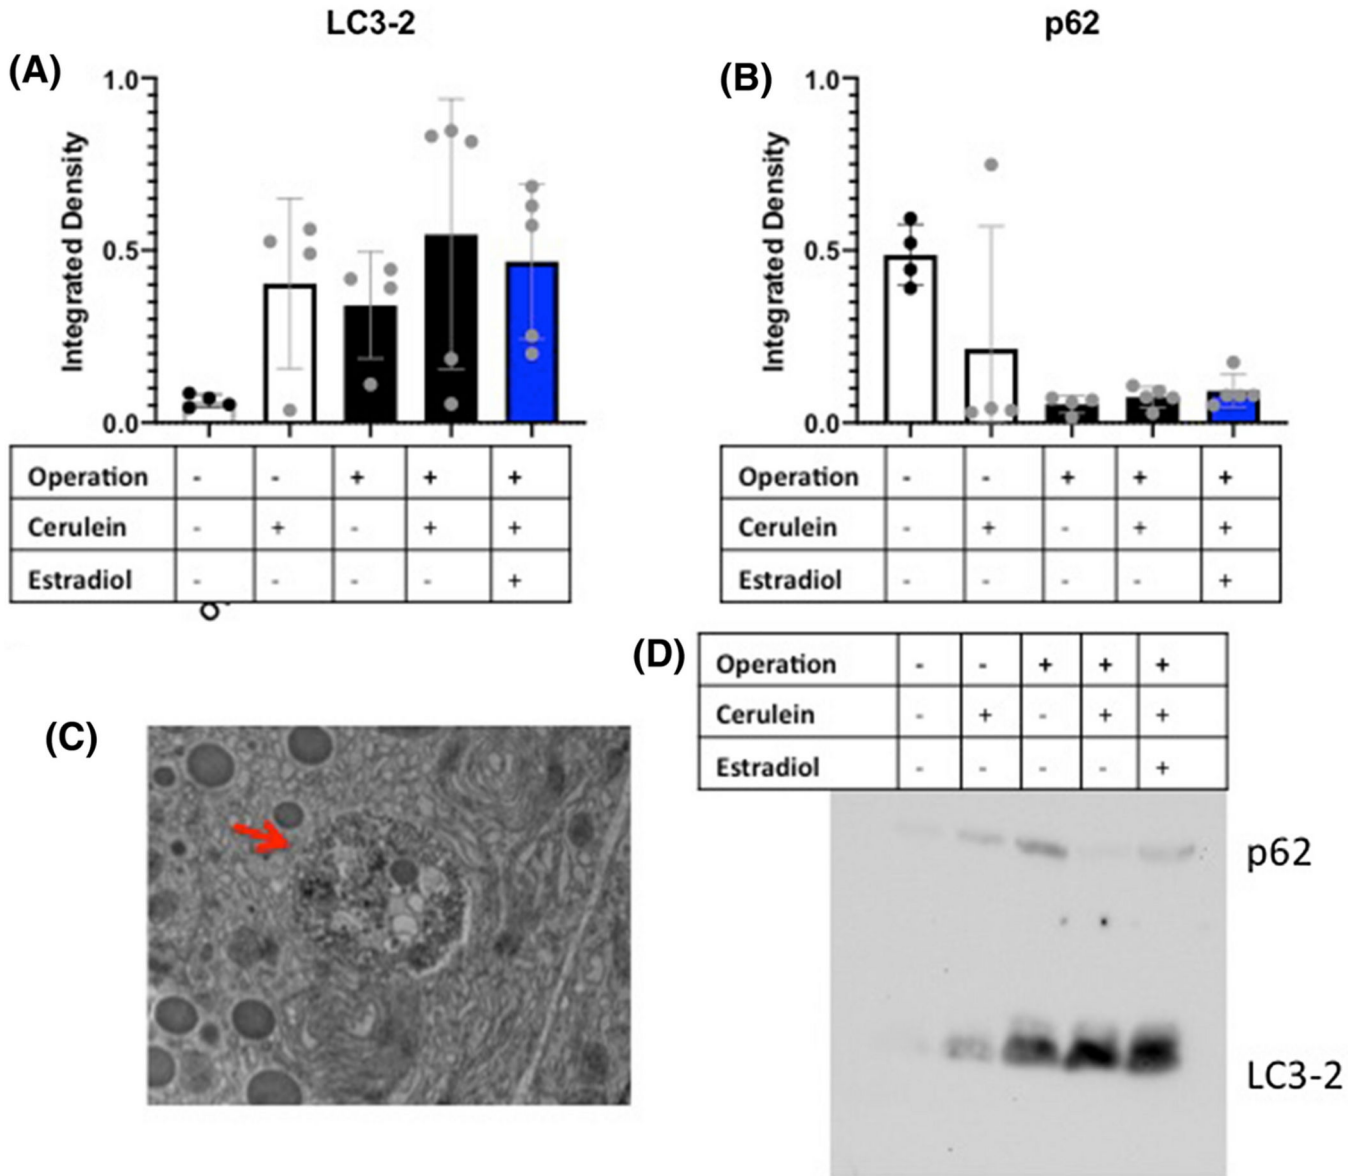 LC3-2
p62
(A)
(B)
Integrated Density
1.0
0.5
0.0
Integrated Density
1.0
0.5
0.0
Operation - - + + +
Cerulein - + - + +
Estradiol - - - - +
Operation - - + + +
Cerulein - + - + +
Estradiol - - - - +
(C)
(D)
Operation - - + + +
Cerulein - + - + +
Estradiol - - - - +
p62
LC3-2